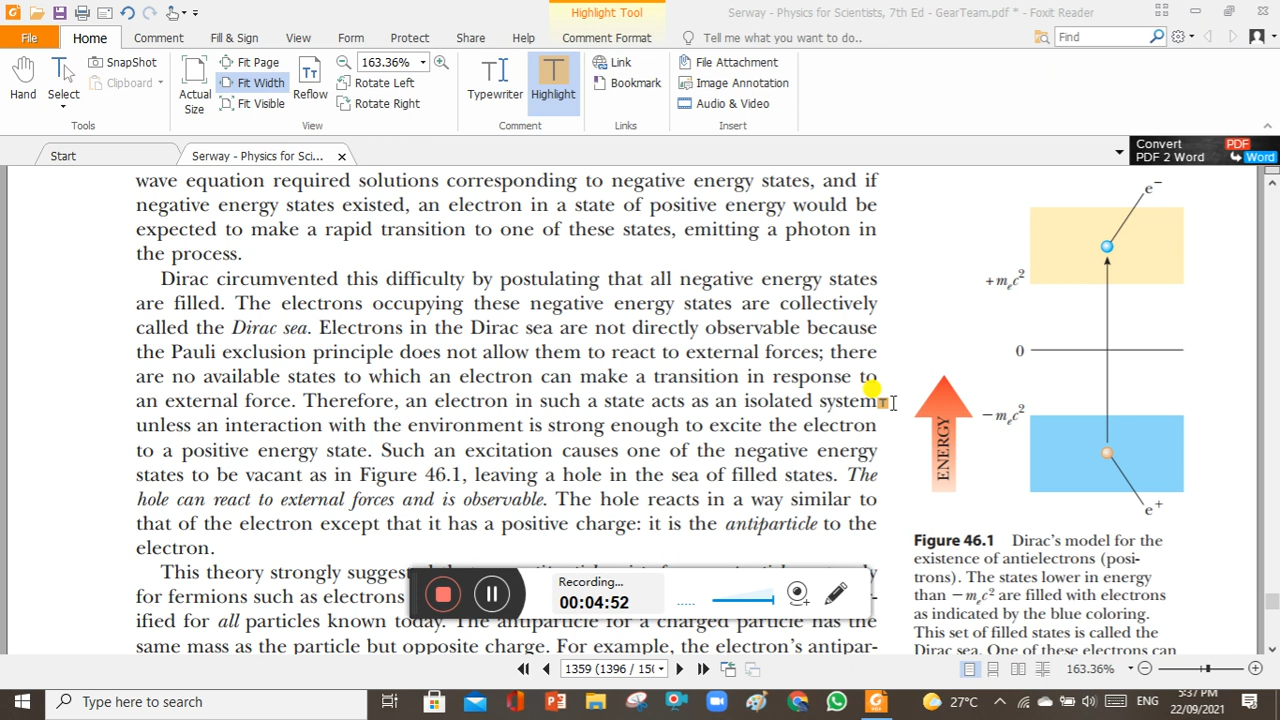 Highlight Tool
Serway - Physics for Scientists, 7th Ed - GearTeam.pdf * - Foxit Reader
File Home Comment Fill & Sign View Form Protect Share Help Comment Format Tell me what you want to do.. Find
Hand
Select
SnapShot
Clipboard
Tools
Actual Size
Fit Page
Fit Width
Fit Visible
Reflow
163.36%
Rotate Left
Rotate Right
View
Typewriter
Highlight
Comment
Link
Bookmark
Links
File Attachment
Image Annotation
Audio & Video
Insert
Start
Serway - Physics for Sci...
Convert PDF
PDF 2 Word Word
wave equation required solutions corresponding to negative energy states, and if
negative energy states existed, an electron in a state of positive energy would be
expected to make a rapid transition to one of these states, emitting a photon in
the process.
Dirac circumvented this difficulty by postulating that all negative energy states
are filled. The electrons occupying these negative energy states are collectively
called the Dirac sea. Electrons in the Dirac sea are not directly observable because
the Pauli exclusion principle does not allow them to react to external forces; there
are no available states to which an electron can make a transition in response to
an external force. Therefore, an electron in such a state acts as an isolated system
unless an interaction with the environment is strong enough to excite the electron
to a positive energy state. Such an excitation causes one of the negative energy
states to be vacant as in Figure 46.1, leaving a hole in the sea of filled states. The
hole can react to external forces and is observable. The hole reacts in a way similar to
that of the electron except that it has a positive charge: it is the antiparticle to the
electron.
This theory strongly suggested
for fermions such as electrons
ified for all particles known today. The antiparticle for a charged particle has the
same mass as the particle but opposite charge. For example, the electron's antipar-
e−
+ mₑc²
0
− mₑc²
ENERGY
e+
Figure 46.1 Dirac's model for the
existence of antielectrons (posi-
trons). The states lower in energy
than − mₑc² are filled with electrons
as indicated by the blue coloring.
This set of filled states is called the
Dirac sea. One of these electrons can
Recording...
00:04:52
1359 (1396 / 150
163.36%
Type here to search
27°C
ENG
5:37 PM
22/09/2021